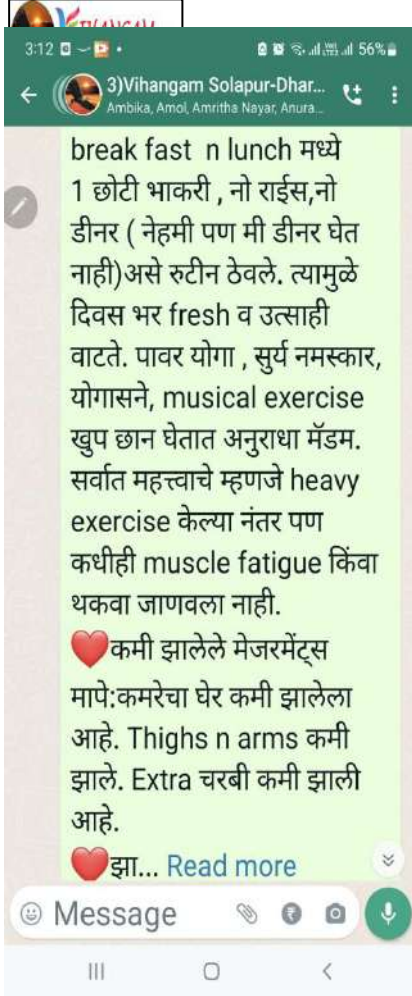 VIHANGAM
3:12
56%
3)Vihangam Solapur-Dhar...
Ambika, Amol, Amritha Nayar, Anura...
break fast n lunch मध्ये
1 छोटी भाकरी , नो राईस,नो
डीनर ( नेहमी पण मी डीनर घेत
नाही)असे रुटीन ठेवले. त्यामुळे
दिवस भर fresh व उत्साही
वाटते. पावर योगा , सुर्य नमस्कार,
योगासने, musical exercise
खुप छान घेतात अनुराधा मॅडम.
सर्वात महत्त्वाचे म्हणजे heavy
exercise केल्या नंतर पण
कधीही muscle fatigue किंवा
थकवा जाणवला नाही.
❤️कमी झालेले मेजरमेंट्स
मापे:कमरेचा घेर कमी झालेला
आहे. Thighs n arms कमी
झाले. Extra चरबी कमी झाली
आहे.
❤️झा... Read more
Message